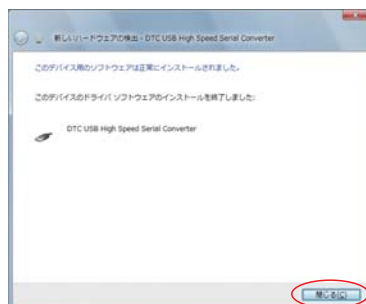 新しいハードウェアの検出 - DTC USB High Speed Serial Converter
このデバイス用のソフトウェアは正常にインストールされました。
このデバイスのドライバ ソフトウェアのインストールを終了しました:
DTC USB High Speed Serial Converter
閉じる(C)